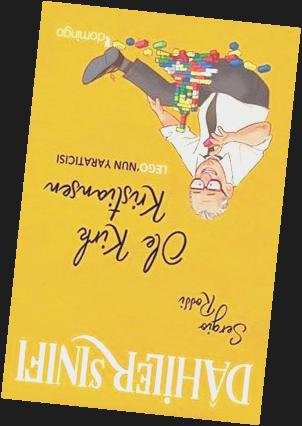 DÂHİLER SINIFI
Sergio
Rossi
Ole Kirk
Kristiansen
LEGO'NUN YARATICISI
domingo